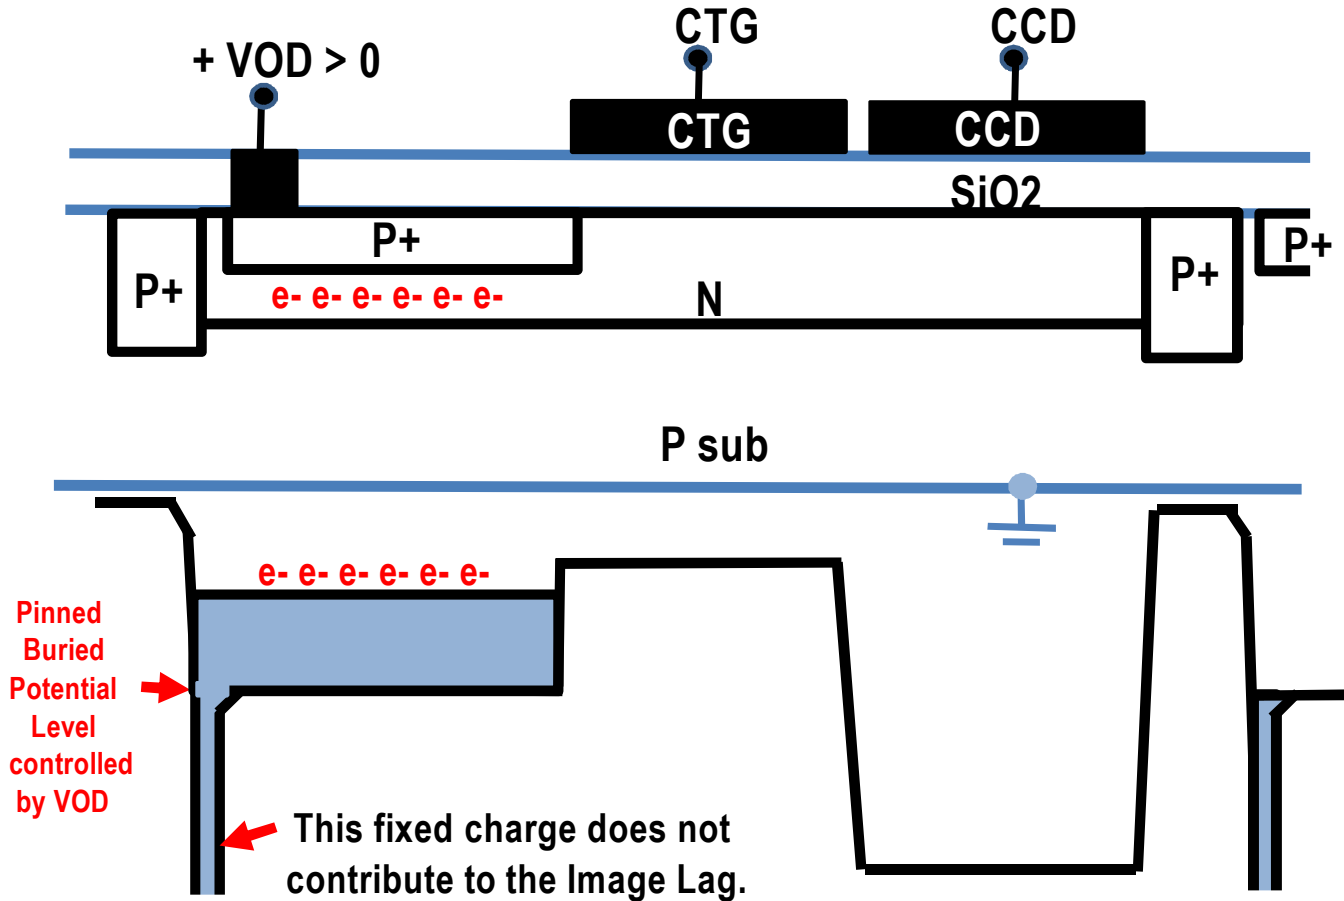 CTG
CCD
+ VOD > 0
CTG
CCD
SiO2
P+
P+
P+
P+
e- e- e- e- e- e-
N
P sub
e- e- e- e- e- e-
Pinned
Buried
Potential
Level
controlled
by VOD
This fixed charge does not
contribute to the Image Lag.